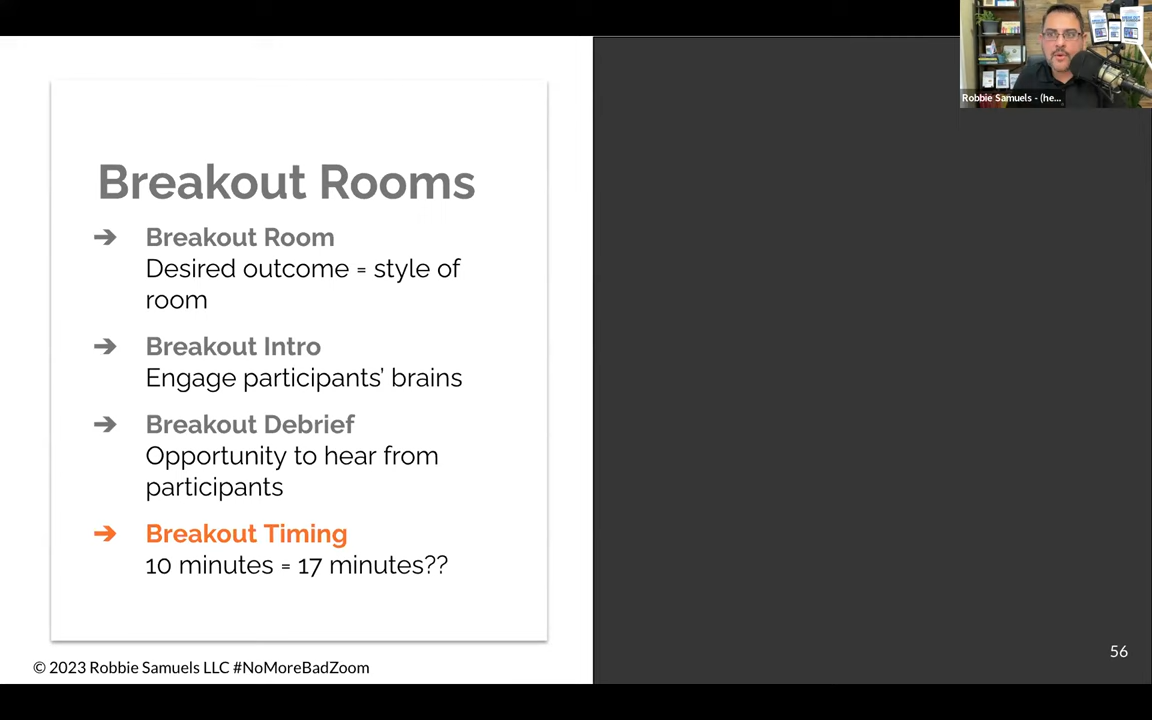 Robbie Samuels - (he...
Breakout Rooms
➔ Breakout Room
Desired outcome = style of
room
➔ Breakout Intro
Engage participants’ brains
➔ Breakout Debrief
Opportunity to hear from
participants
➔ Breakout Timing
10 minutes = 17 minutes??
56
© 2023 Robbie Samuels LLC #NoMoreBadZoom